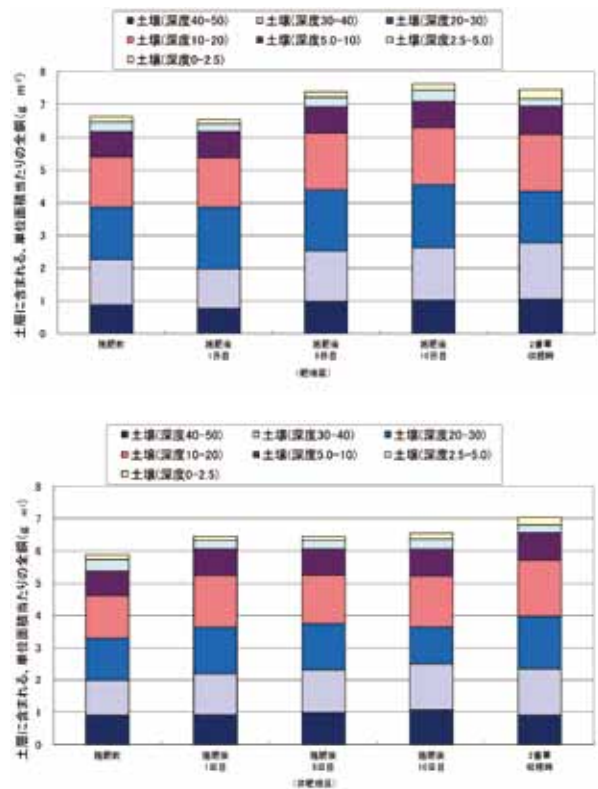 ■土壌(深度40-50) □土壌(深度30-40) ■土壌(深度20-30)
■土壌(深度10-20) ■土壌(深度5.0-10) □土壌(深度2.5-5.0)
□土壌(深度0-2.5)
土層に含まれる、単位面積当たりの全銅(g m²)
8
7
6
5
4
3
2
1
0
施肥前 施肥後 施肥後 施肥後 2番草
1日目 5日目 10日目 収穫時
■土壌(深度40-50) □土壌(深度30-40) ■土壌(深度20-30)
■土壌(深度10-20) ■土壌(深度5.0-10) □土壌(深度2.5-5.0)
□土壌(深度0-2.5)
土層に含まれる、単位面積当たりの全銅(g m²)
8
7
6
5
4
3
2
1
0
施肥前 施肥後 施肥後 施肥後 2番草
1回目 5回目 10回目 収穫時